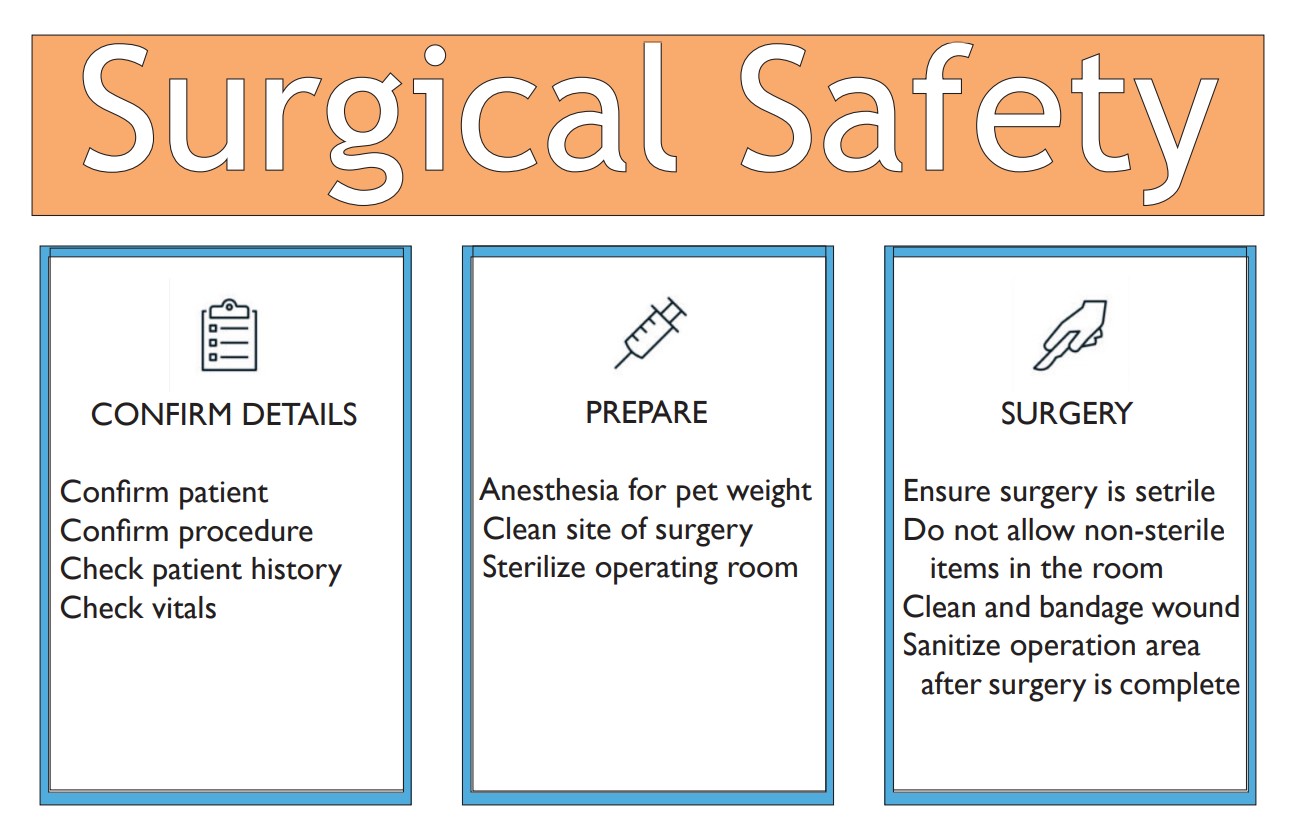 Surgical Safety
CONFIRM DETAILS
Confirm patient
Confirm procedure
Check patient history
Check vitals
PREPARE
Anesthesia for pet weight
Clean site of surgery
Sterilize operating room
SURGERY
Ensure surgery is setrile
Do not allow non-sterile
items in the room
Clean and bandage wound
Sanitize operation area
after surgery is complete